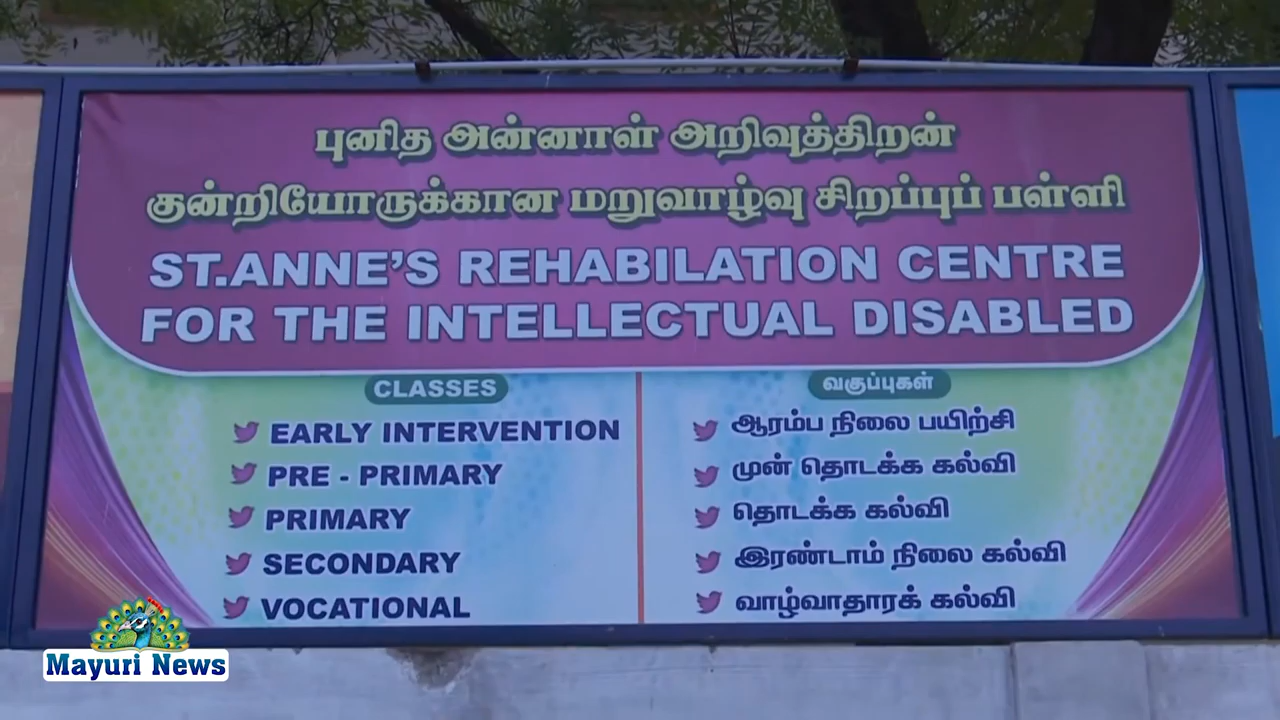 புனித அன்னாள் அறிவுத்திறன்
குன்றியோருக்கான மறுவாழ்வு சிறப்புப் பள்ளி
ST.ANNE'S REHABILATION CENTRE
FOR THE INTELLECTUAL DISABLED
CLASSES
EARLY INTERVENTION
PRE - PRIMARY
PRIMARY
SECONDARY
VOCATIONAL
வகுப்புகள்
ஆரம்ப நிலை பயிற்சி
முன் தொடக்க கல்வி
தொடக்க கல்வி
இரண்டாம் நிலை கல்வி
வாழ்வாதாரக் கல்வி
Mayuri News